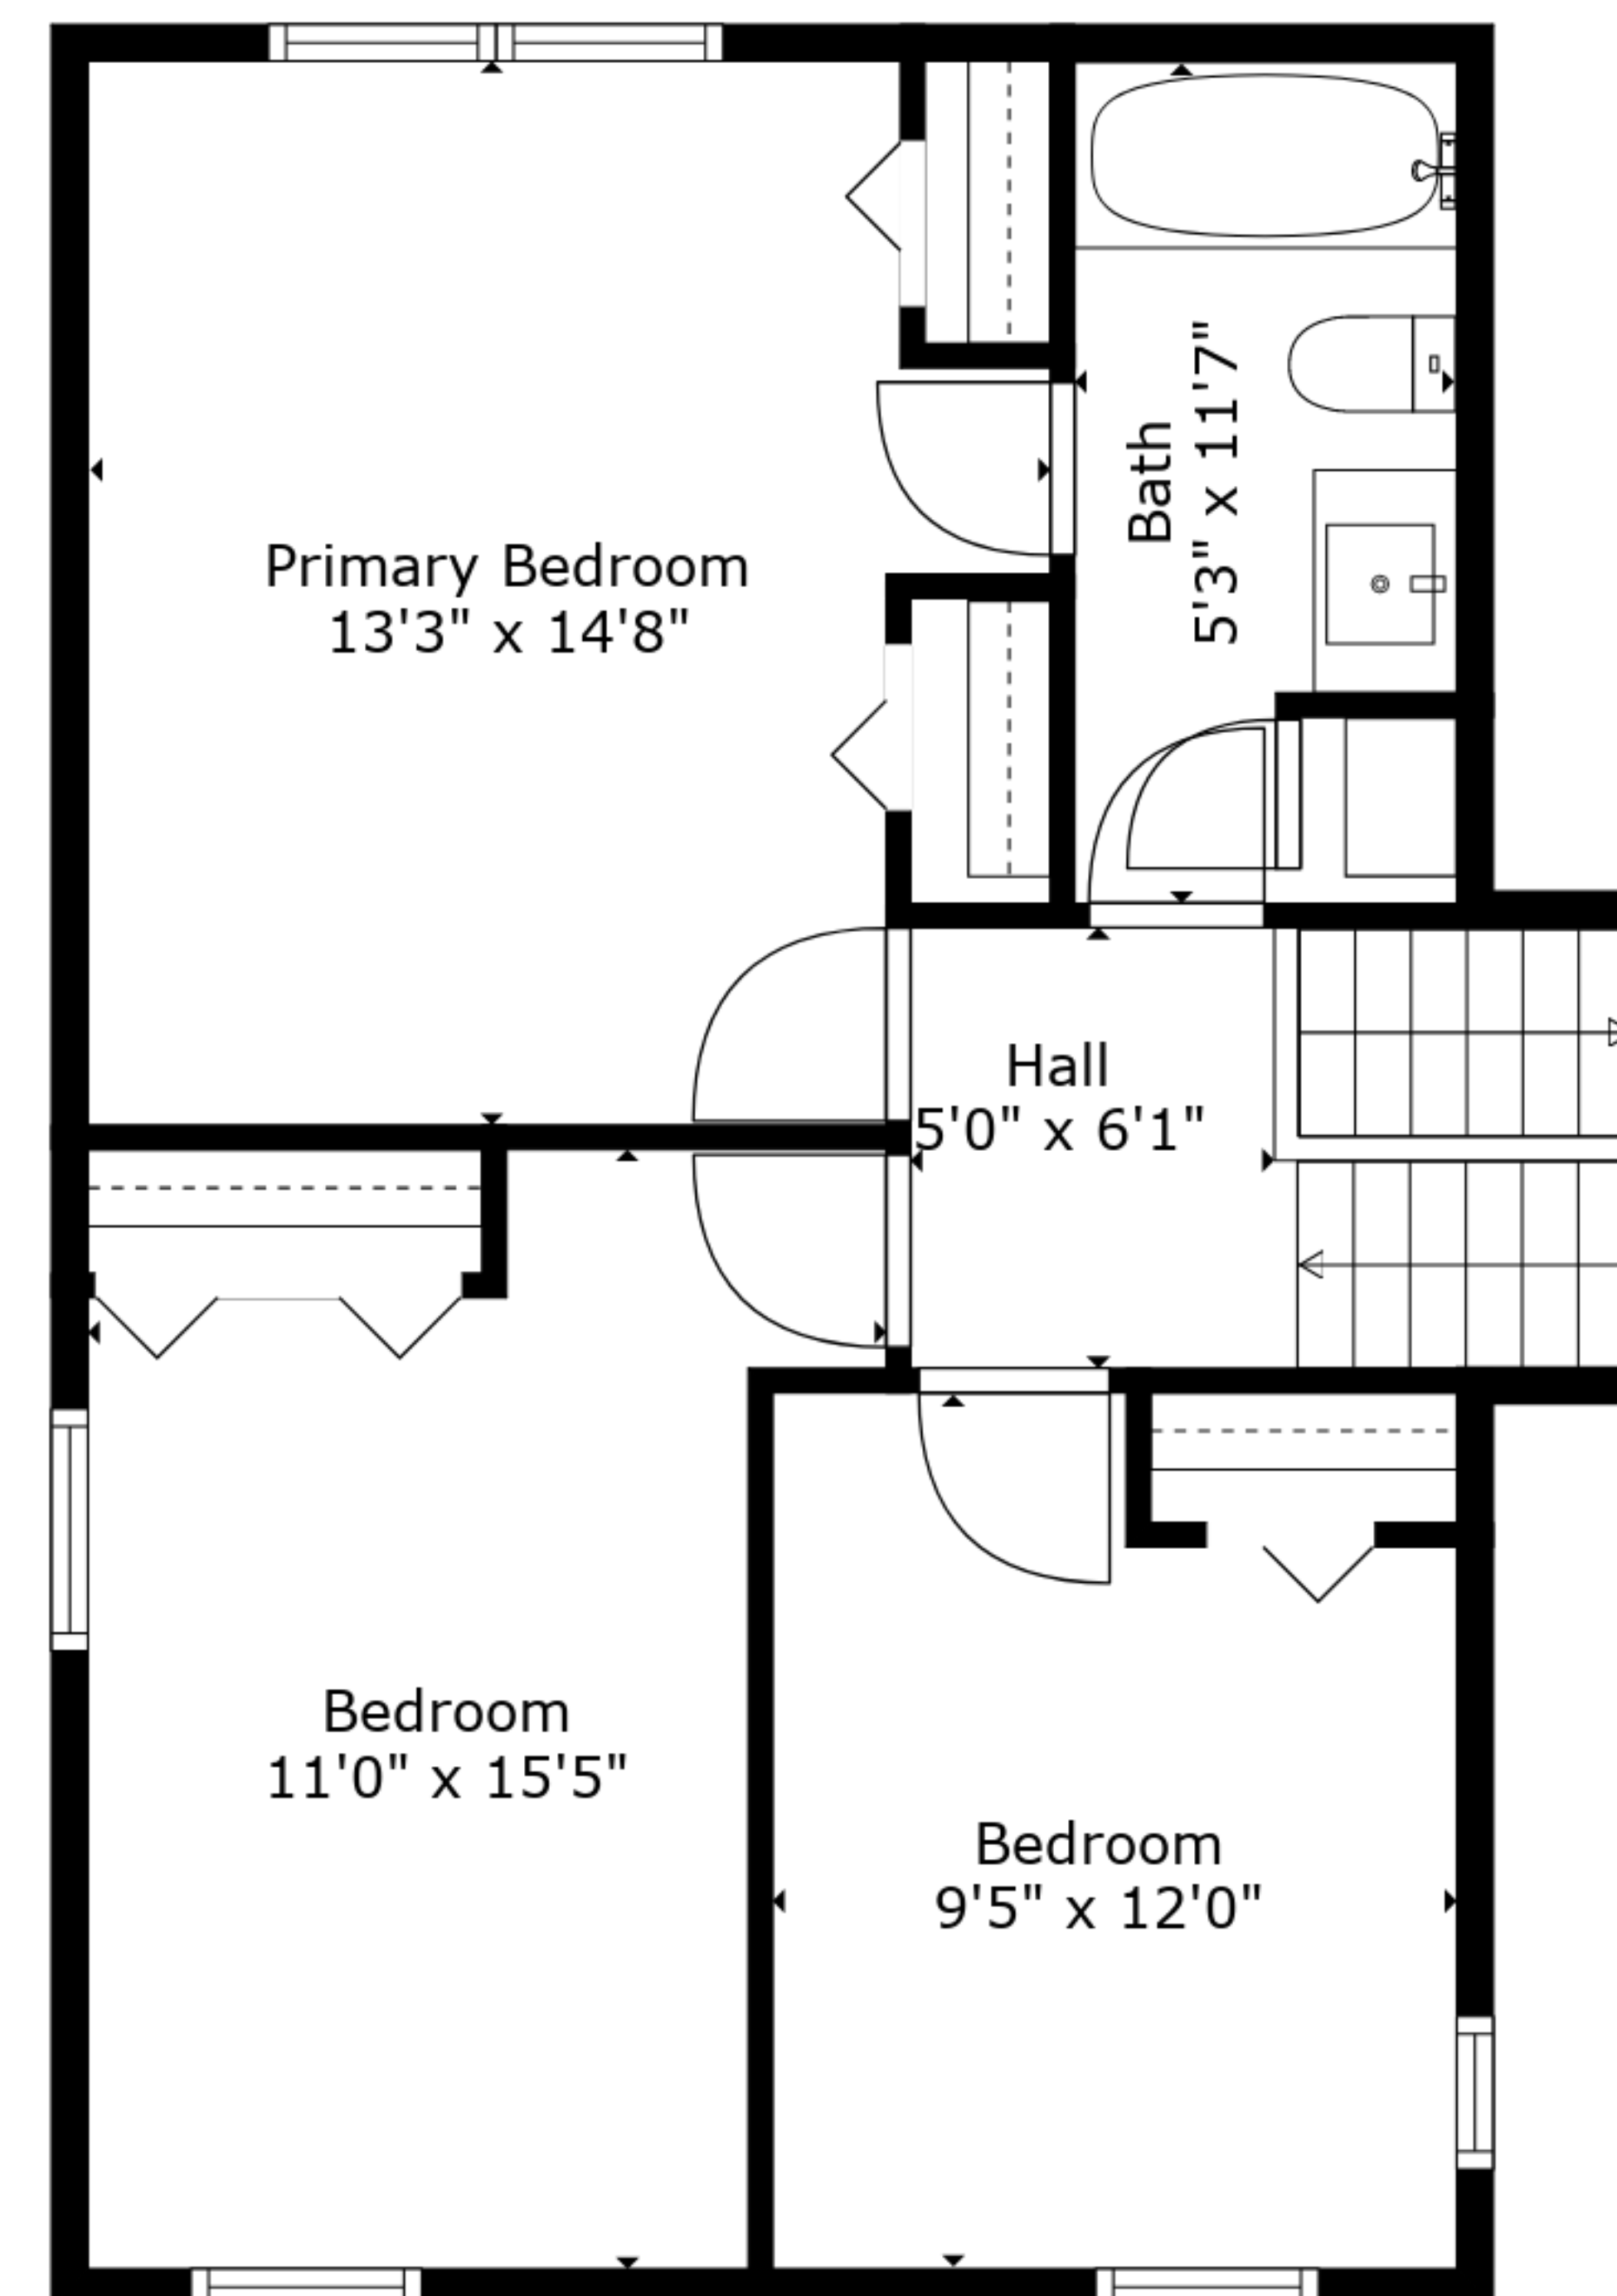 Primary Bedroom
13'3" x 14'8"
Bath
5'3" x 11'7"
Hall
5'0" x 6'1"
Bedroom
11'0" x 15'5"
Bedroom
9'5" x 12'0"